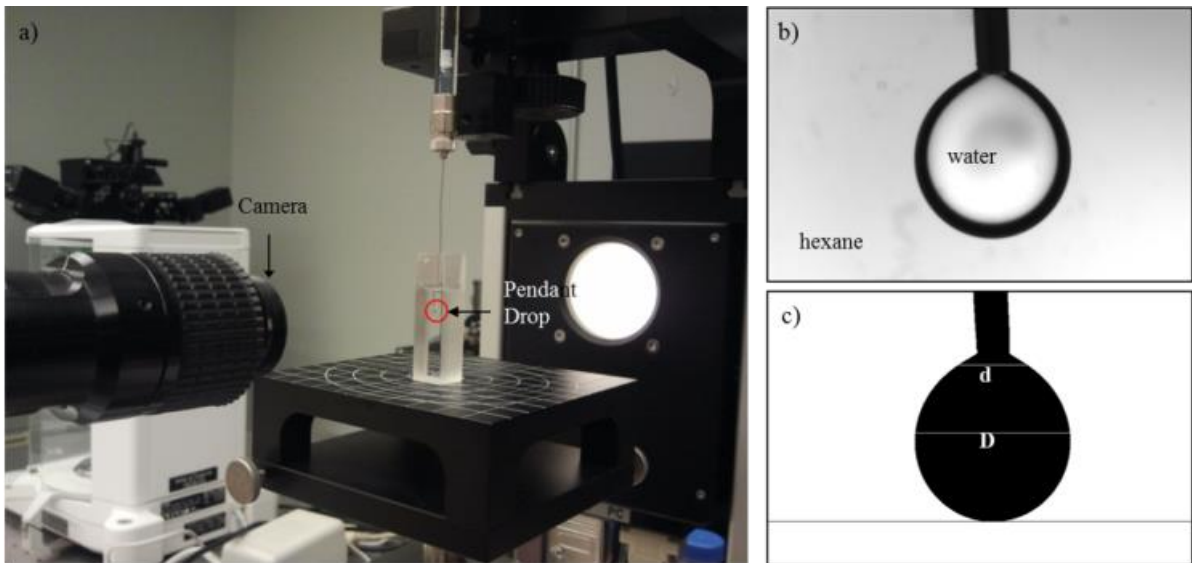 a)
Camera
Pendant
Drop
b)
water
hexane
c)
d
D